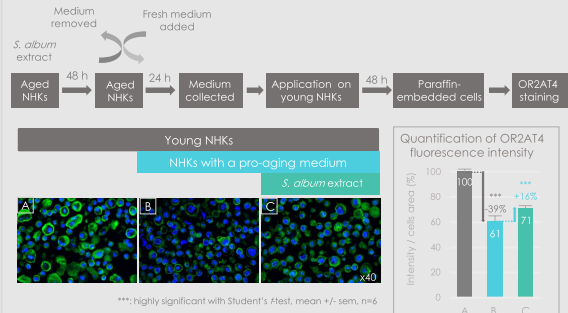 Medium
removed
Fresh medium
added
S. album
extract
Aged
NHKs
48 h
Aged
NHKs
24 h
Medium
collected
Application on
young NHKs
48 h
Paraffin-
embedded cells
OR2AT4
staining
Young NHKs
NHKs with a pro-aging medium
S. album extract
A
B
C
x40
***: highly significant with Student's t-test, mean +/- sem, n=6
Quantification of OR2AT4
fluorescence intensity
Intensity / cells area (%)
100
80
60
40
20
0
100
***
-39%
61
***
+16%
71
A
B
C